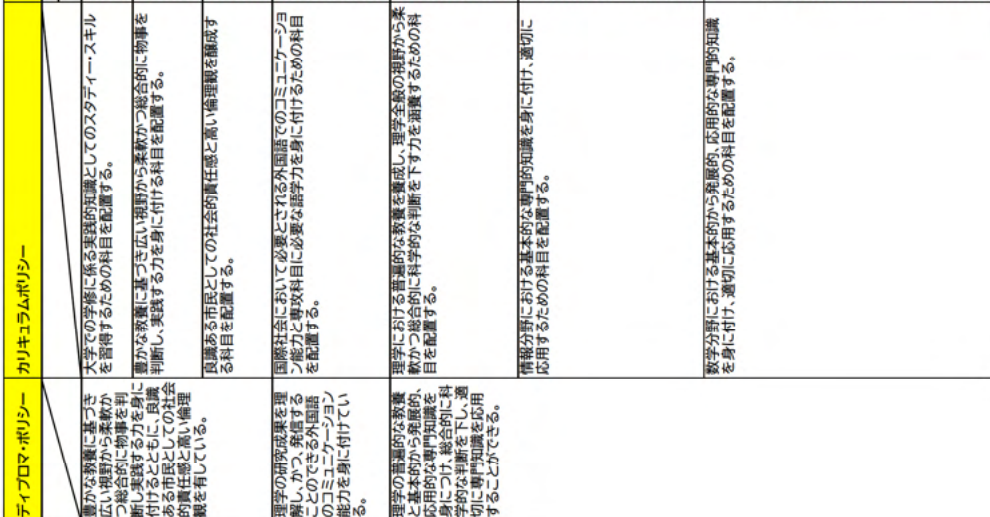 カリキュラムポリシー
大学での学修に係る実践的知識としてのスタディー・スキル
を習得するための科目を配置する。
豊かな教養に基づき広い視野から柔軟かつ総合的に物事を
判断し、実践する力を身に付ける科目を配置する。
良識ある市民としての社会的責任感と高い倫理観を醸成す
る科目を配置する。
国際社会において必要とされる外国語でのコミュニケーショ
ン能力と専攻科目に必要な語学力を身に付けるための科目
を配置する。
理学における普遍的な教養を養成し、理学全般の視野から柔
軟かつ総合的に科学的な判断を下す力を涵養するための科
目を配置する。
情報分野における基本的な専門的知識を身に付け、適切に
応用するための科目を配置する。
数学分野における基本的から発展的、応用的な専門的知識
を身に付け、適切に応用するための科目を配置する。
ディプロマ・ポリシー
豊かな教養に基づき
広い視野から柔軟か
つ総合的に物事を判
断し実践する力を身に
付けるとともに、良識
ある市民としての社会
的責任感と高い倫理
観を有している。
理学の研究成果を理
解し、かつ、発信する
ことのできる外国語
のコミュニケーション
能力を身に付けてい
る。
理学の普遍的な教養
と基本的から発展的、
応用的な専門知識を
身につけ、総合的に科
学的な判断を下し、適
切に専門知識を応用
することができる。